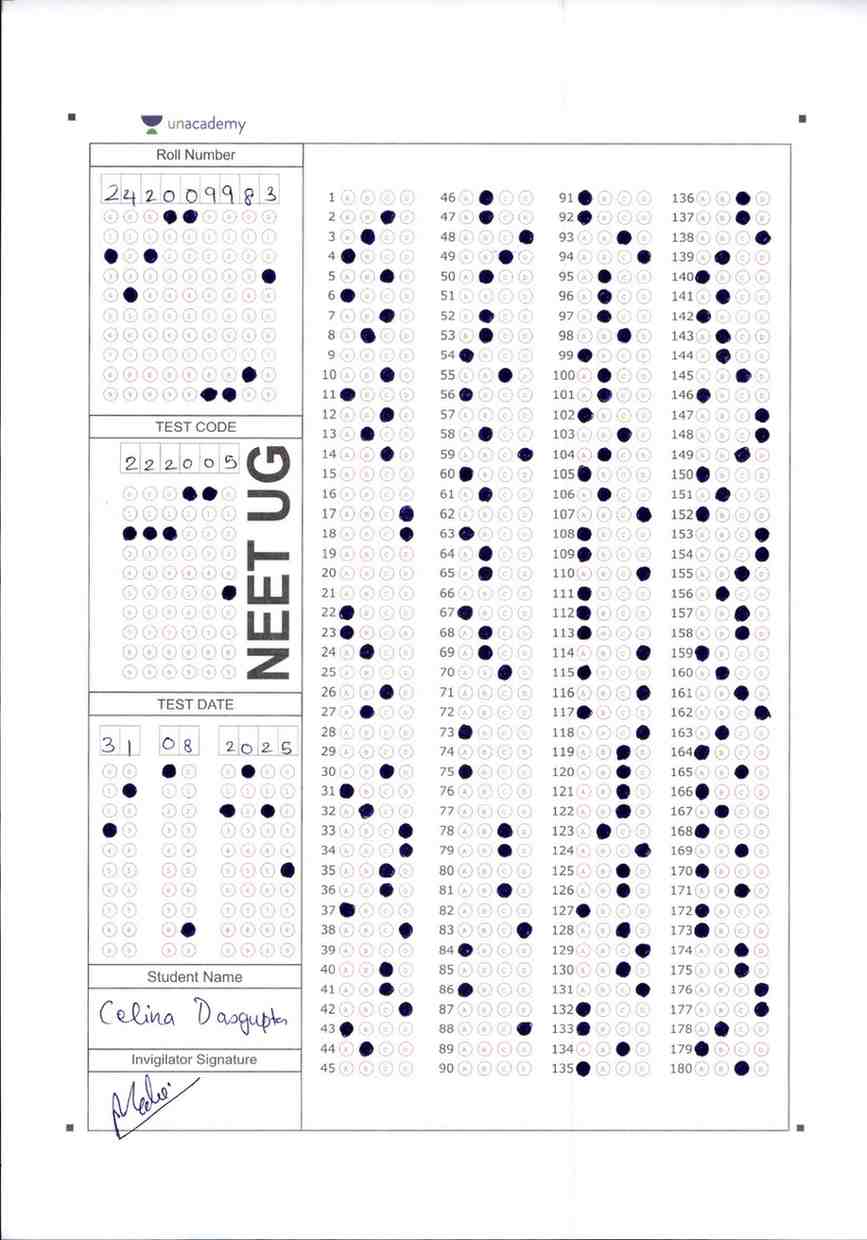 unacademy
Roll Number
2 4 2 0 0 9 9 8 3
TEST CODE
2 2 2 0 0 5
NEET UG
TEST DATE
3 1 0 8 2 0 2 5
Student Name
Celina Dasgupta
Invigilator Signature
1 46 91 136
2 47 92 137
3 48 93 138
4 49 94 139
5 50 95 140
6 51 96 141
7 52 97 142
8 53 98 143
9 54 99 144
10 55 100 145
11 56 101 146
12 57 102 147
13 58 103 148
14 59 104 149
15 60 105 150
16 61 106 151
17 62 107 152
18 63 108 153
19 64 109 154
20 65 110 155
21 66 111 156
22 67 112 157
23 68 113 158
24 69 114 159
25 70 115 160
26 71 116 161
27 72 117 162
28 73 118 163
29 74 119 164
30 75 120 165
31 76 121 166
32 77 122 167
33 78 123 168
34 79 124 169
35 80 125 170
36 81 126 171
37 82 127 172
38 83 128 173
39 84 129 174
40 85 130 175
41 86 131 176
42 87 132 177
43 88 133 178
44 89 134 179
45 90 135 180